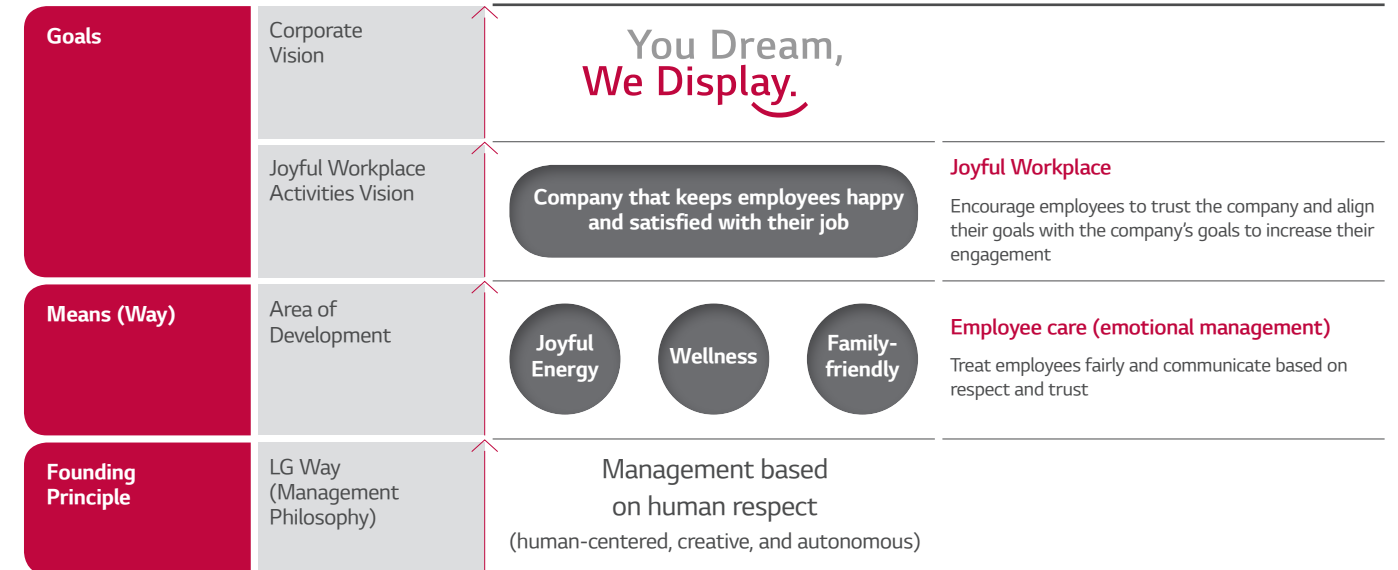 Goals
Corporate
Vision
You Dream,
We Display.
Joyful Workplace
Activities Vision
Company that keeps employees happy
and satisfied with their job
Joyful Workplace
Encourage employees to trust the company and align
their goals with the company's goals to increase their
engagement
Means (Way)
Area of
Development
Joyful
Energy
Wellness
Family-
friendly
Employee care (emotional management)
Treat employees fairly and communicate based on
respect and trust
Founding
Principle
LG Way
(Management
Philosophy)
Management based
on human respect
(human-centered, creative, and autonomous)